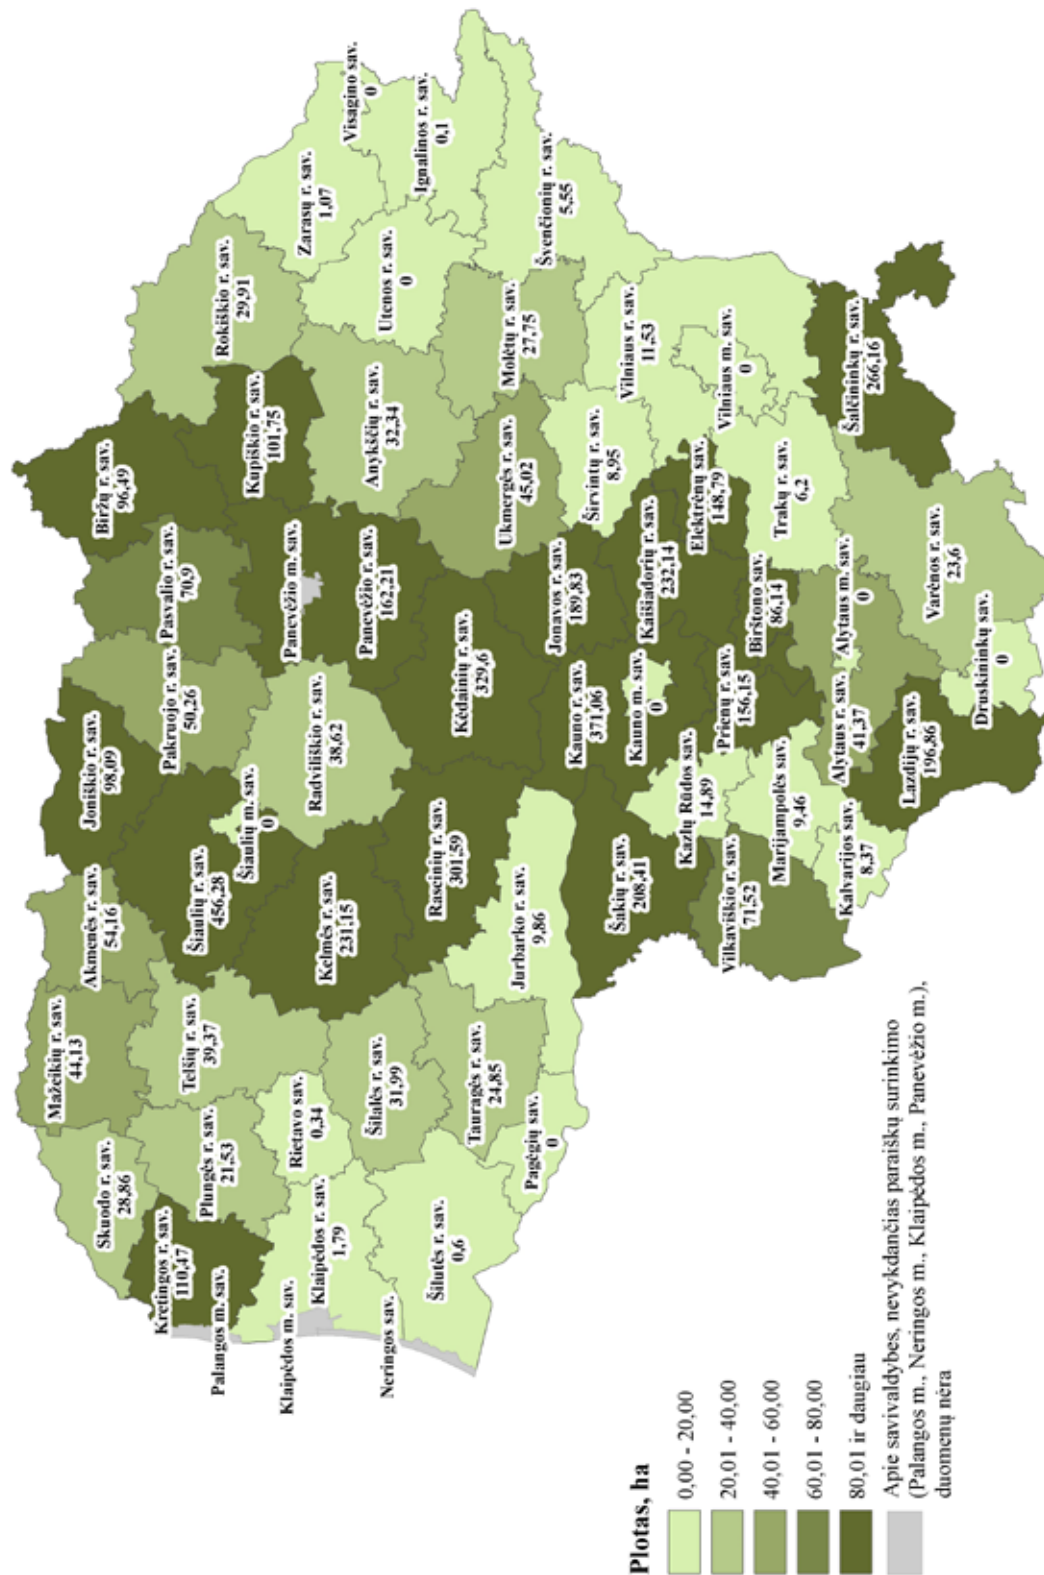 Skuodo r. sav.
28,86
Mažeikių r. sav.
44,13
Akmenės r. sav.
54,16
Joniškio r. sav.
98,09
Pakruojo r. sav.
50,26
Pasvalio r. sav.
70,9
Biržų r. sav.
96,49
Rokiškio r. sav.
29,91
Kretingos r. sav.
110,47
Plungės r. sav.
21,53
Telšių r. sav.
39,37
Šiaulių r. sav.
456,28
Šiaulių m. sav.
0
Kupiškio r. sav.
101,75
Zarasų r. sav.
1,07
Visagino sav.
0
Palangos m. sav.
Klaipėdos m. sav.
Klaipėdos r. sav.
1,79
Rietavo sav.
0,34
Kelmės r. sav.
231,15
Radviliškio r. sav.
38,62
Panevėžio m. sav.
Panevėžio r. sav.
162,21
Anykščių r. sav.
32,34
Utenos r. sav.
0
Ignalinos r. sav.
0,1
Neringos sav.
Šilutės r. sav.
0,6
Šilalės r. sav.
31,99
Tauragės r. sav.
24,85
Pagėgių sav.
0
Jurbarko r. sav.
9,86
Rascinių r. sav.
301,59
Kėdainių r. sav.
329,6
Ukmergės r. sav.
45,02
Molėtų r. sav.
27,75
Švenčionių r. sav.
5,55
Kauno r. sav.
371,06
Kauno m. sav.
0
Jonavos r. sav.
189,83
Kaišiadorių r. sav.
232,14
Širvintų r. sav.
8,95
Vilniaus r. sav.
11,53
Vilniaus m. sav.
0
Šakių r. sav.
208,41
Kazlų Rūdos sav.
14,89
Prienų r. sav.
156,15
Birštono sav.
86,14
Elektrėnų sav.
148,79
Trakų r. sav.
6,2
Vilkaviškio r. sav.
71,52
Marijampolės sav.
9,46
Kalvarijos sav.
8,37
Alytaus r. sav.
41,37
Alytaus m. sav.
0
Šalčininkų r. sav.
266,16
Lazdijų r. sav.
196,86
Druskininkų sav.
0
Varėnos r. sav.
23,6
Plotas, ha
0,00 - 20,00
20,01 - 40,00
40,01 - 60,00
60,01 - 80,00
80,01 ir daugiau
Apie savivaldybes, nevykdančias paraiškų surinkimo
(Palangos m., Neringos m., Klaipėdos m., Panevėžio m.),
duomenų nėra